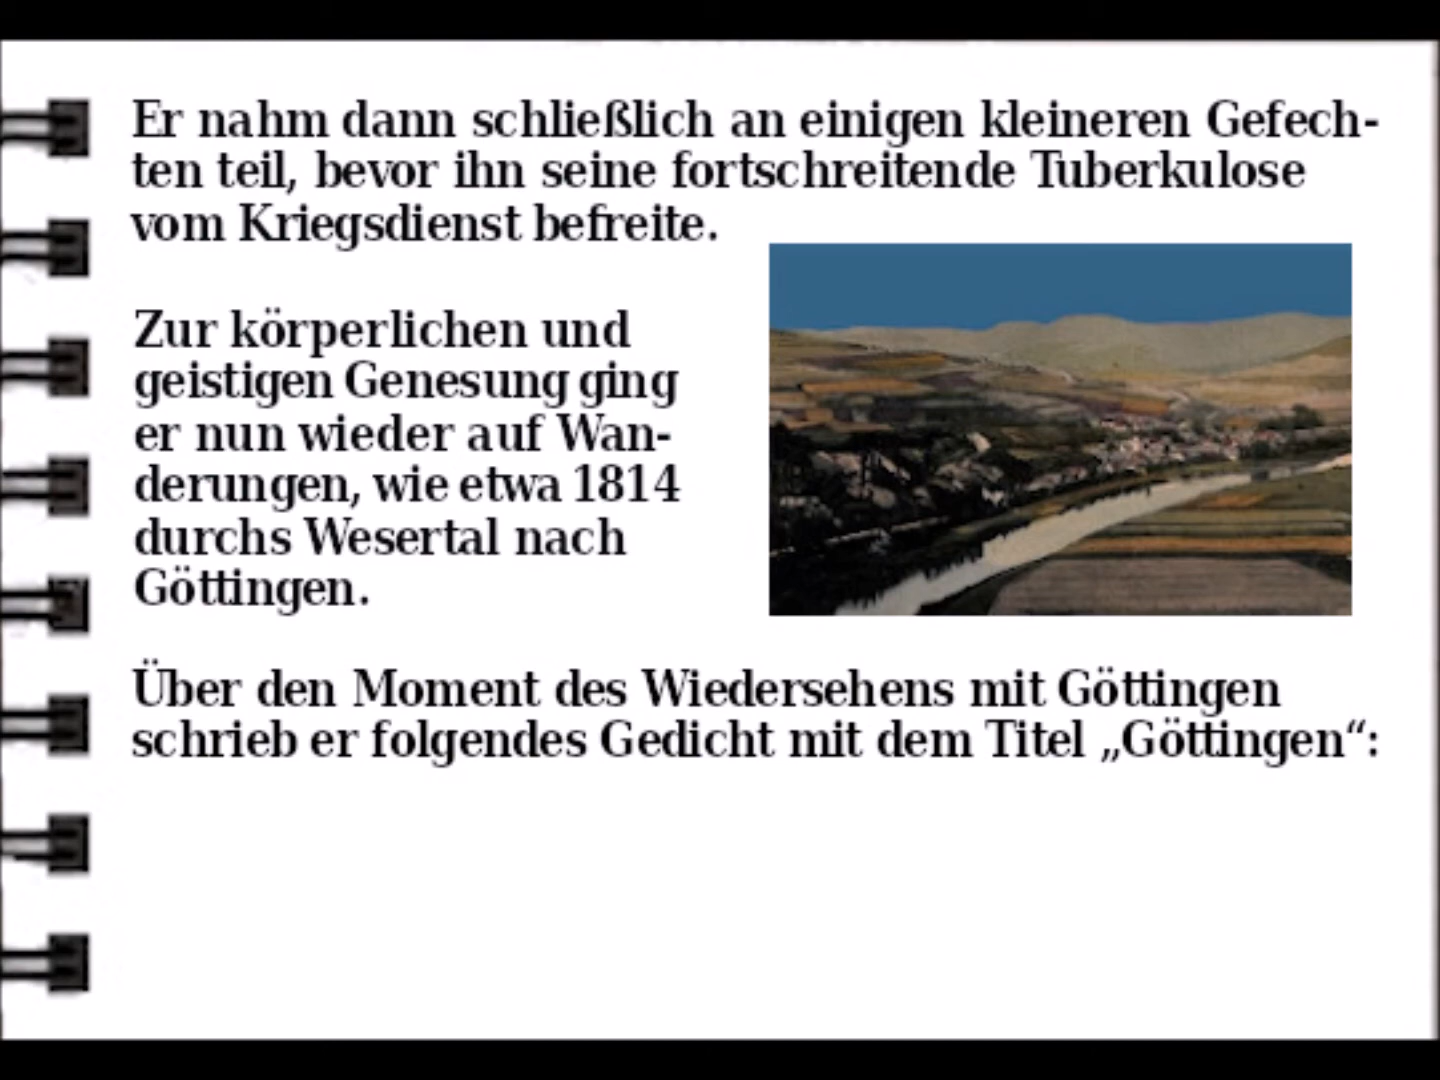 Er nahm dann schließlich an einigen kleineren Gefech-
ten teil, bevor ihn seine fortschreitende Tuberkulose
vom Kriegsdienst befreite.
Zur körperlichen und
geistigen Genesung ging
er nun wieder auf Wan-
derungen, wie etwa 1814
durchs Wesertal nach
Göttingen.
Über den Moment des Wiedersehens mit Göttingen
schrieb er folgendes Gedicht mit dem Titel „Göttingen“: